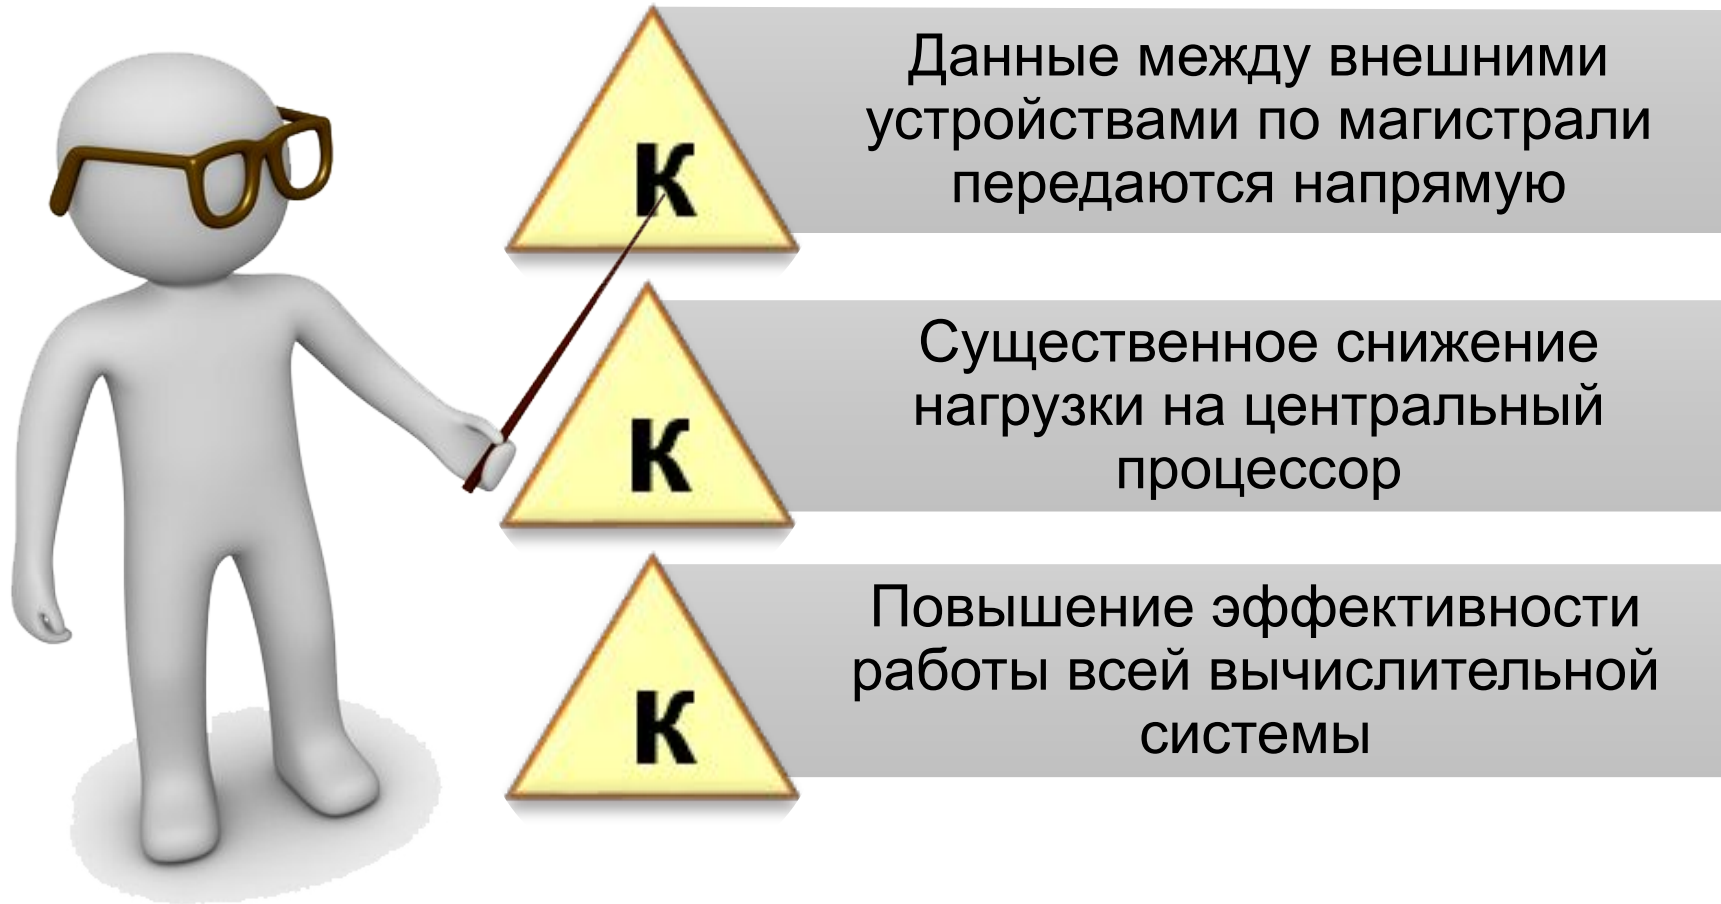 К
Данные между внешними
устройствами по магистрали
передаются напрямую
К
Существенное снижение
нагрузки на центральный
процессор
К
Повышение эффективности
работы всей вычислительной
системы